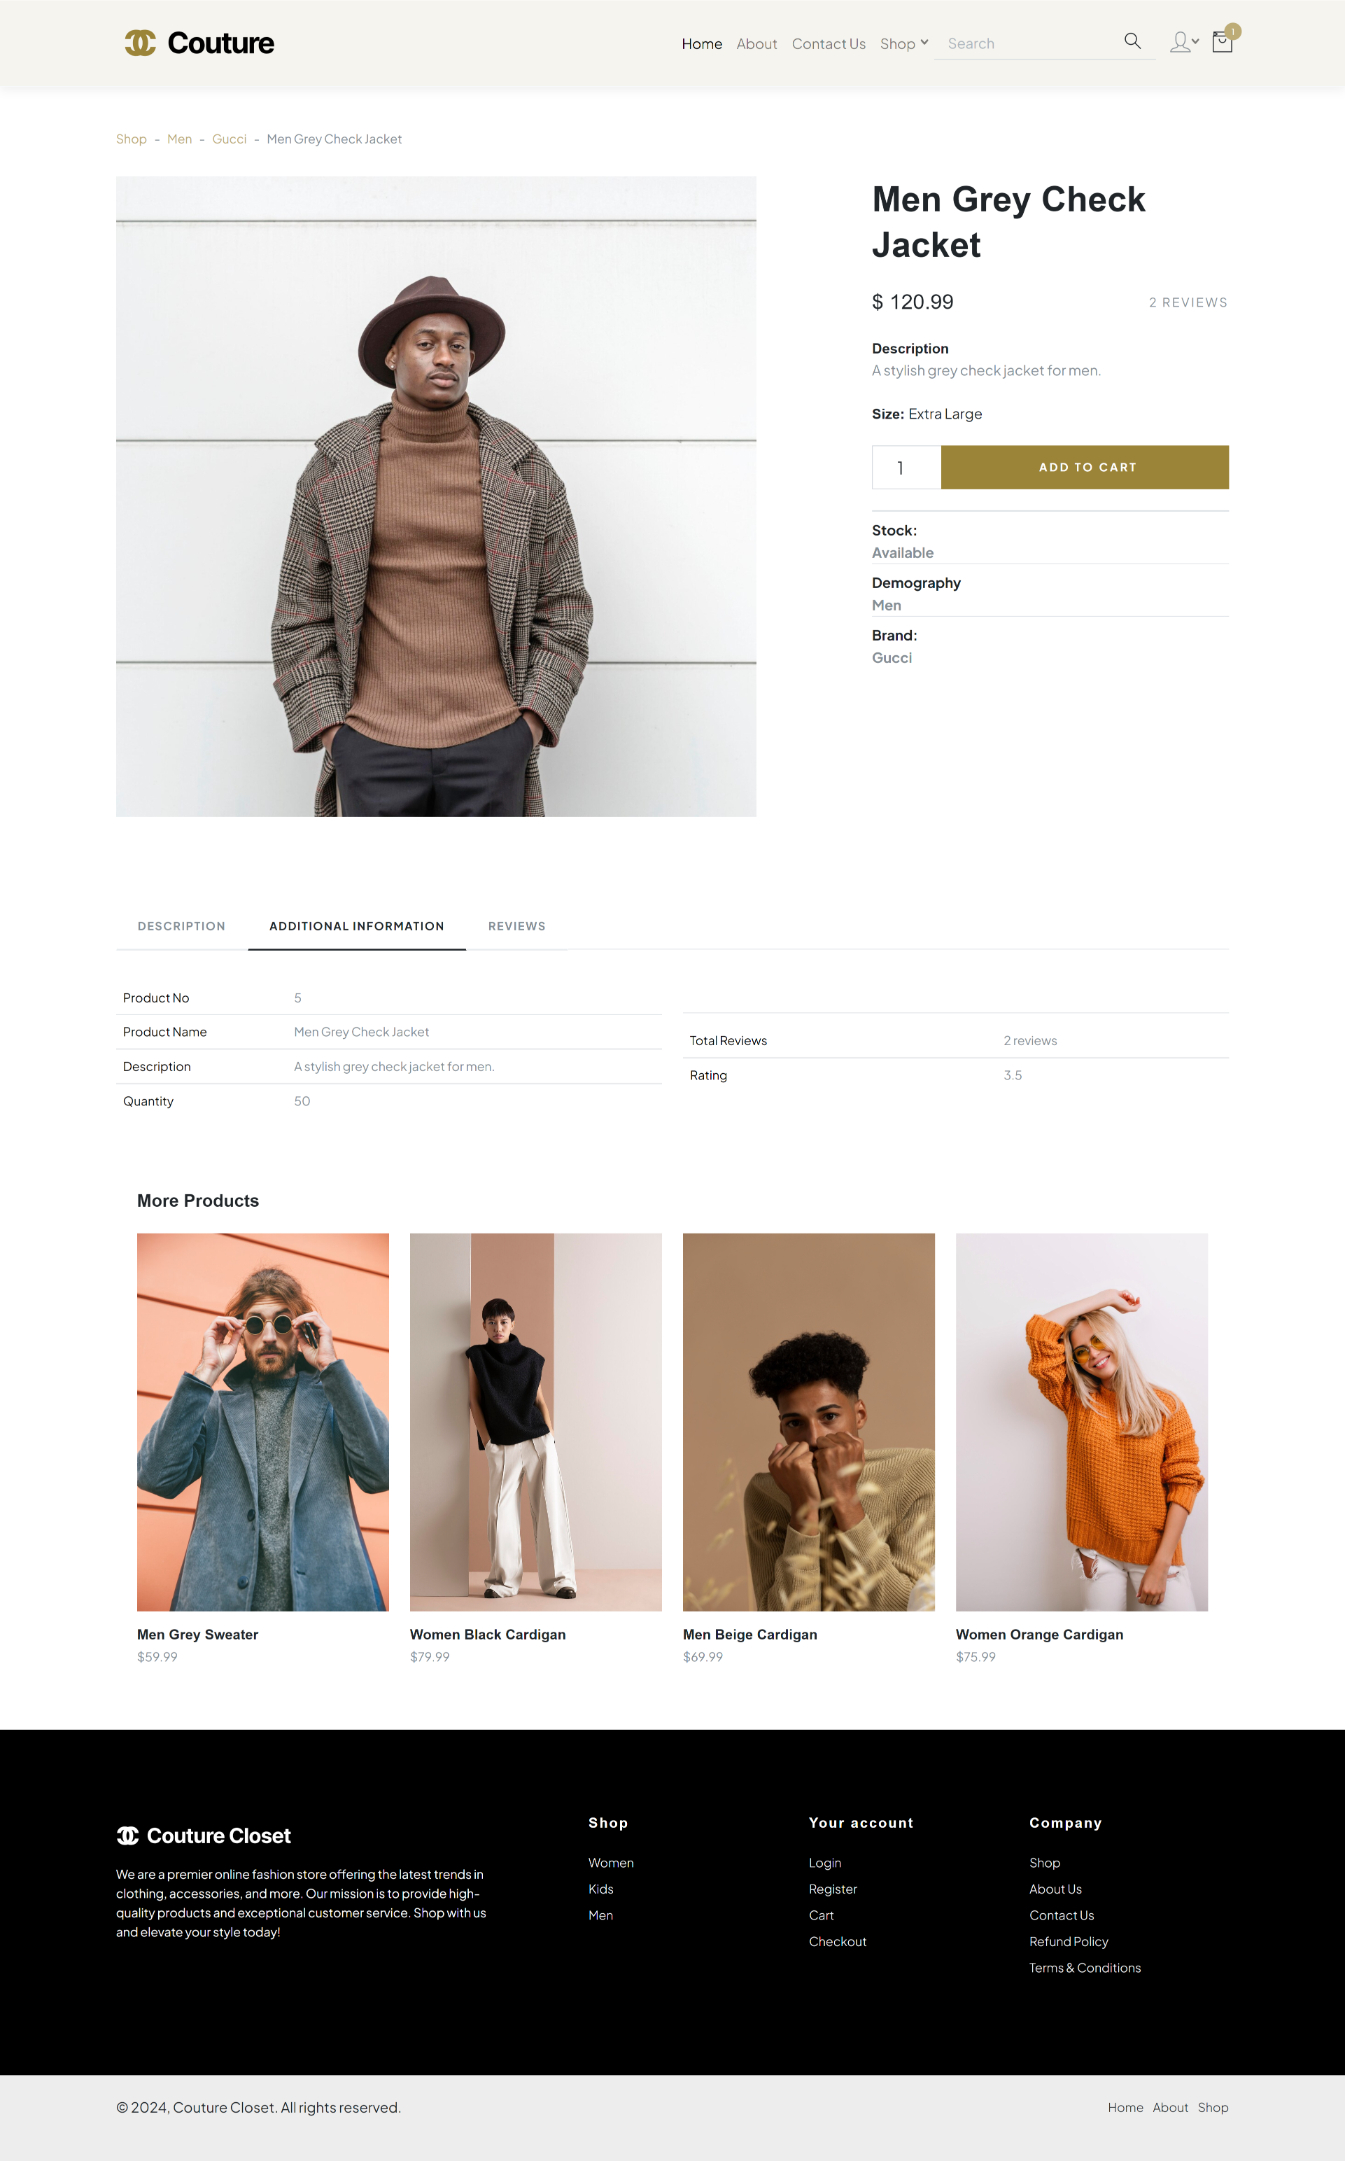 Couture
Home About Contact Us Shop Search 1
Shop - Men - Gucci - Men Grey Check Jacket
Men Grey Check
Jacket
$ 120.99 2 REVIEWS
Description
A stylish grey check jacket for men.
Size: Extra Large
1 ADD TO CART
Stock:
Available
Demography
Men
Brand:
Gucci
DESCRIPTION ADDITIONAL INFORMATION REVIEWS
Product No 5
Product Name Men Grey Check Jacket
Description A stylish grey check jacket for men.
Quantity 50
Total Reviews 2 reviews
Rating 3.5
More Products
Men Grey Sweater
$59.99
Women Black Cardigan
$79.99
Men Beige Cardigan
$69.99
Women Orange Cardigan
$75.99
Couture Closet
We are a premier online fashion store offering the latest trends in
clothing, accessories, and more. Our mission is to provide high-
quality products and exceptional customer service. Shop with us
and elevate your style today!
Shop
Women
Kids
Men
Your account
Login
Register
Cart
Checkout
Company
Shop
About Us
Contact Us
Refund Policy
Terms & Conditions
© 2024, Couture Closet. All rights reserved.
Home About Shop